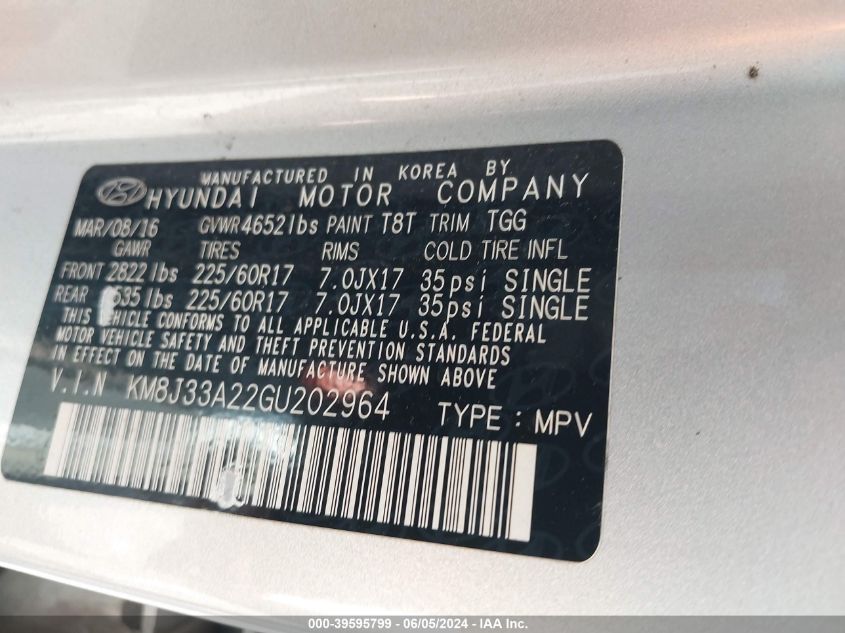 MANUFACTURED IN KOREA BY
HYUNDAI MOTOR COMPANY
MAR/08/16 GVWR 4652lbs PAINT T8T TRIM TGG
GAWR TIRES RIMS COLD TIRE INFL
FRONT 2822 lbs 225/60R17 7.0JX17 35psi SINGLE
REAR 535 lbs 225/60R17 7.0JX17 35psi SINGLE
THIS VEHICLE CONFORMS TO ALL APPLICABLE U.S.A. FEDERAL
MOTOR VEHICLE SAFETY AND THEFT PREVENTION STANDARDS
IN EFFECT ON THE DATE OF MANUFACTURE SHOWN ABOVE
V.I.N KM8J33A22GU202964 TYPE : MPV
000-39595799 - 06/05/2024 - IAA Inc.